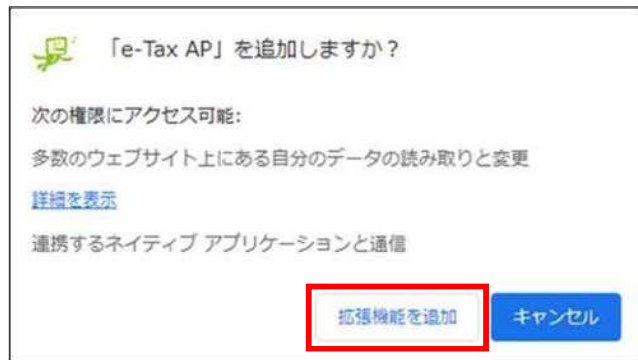 「e-Tax AP」を追加しますか？
次の権限にアクセス可能:
多数のウェブサイト上にある自分のデータの読み取りと変更
詳細を表示
連携するネイティブ アプリケーションと通信
拡張機能を追加
キャンセル